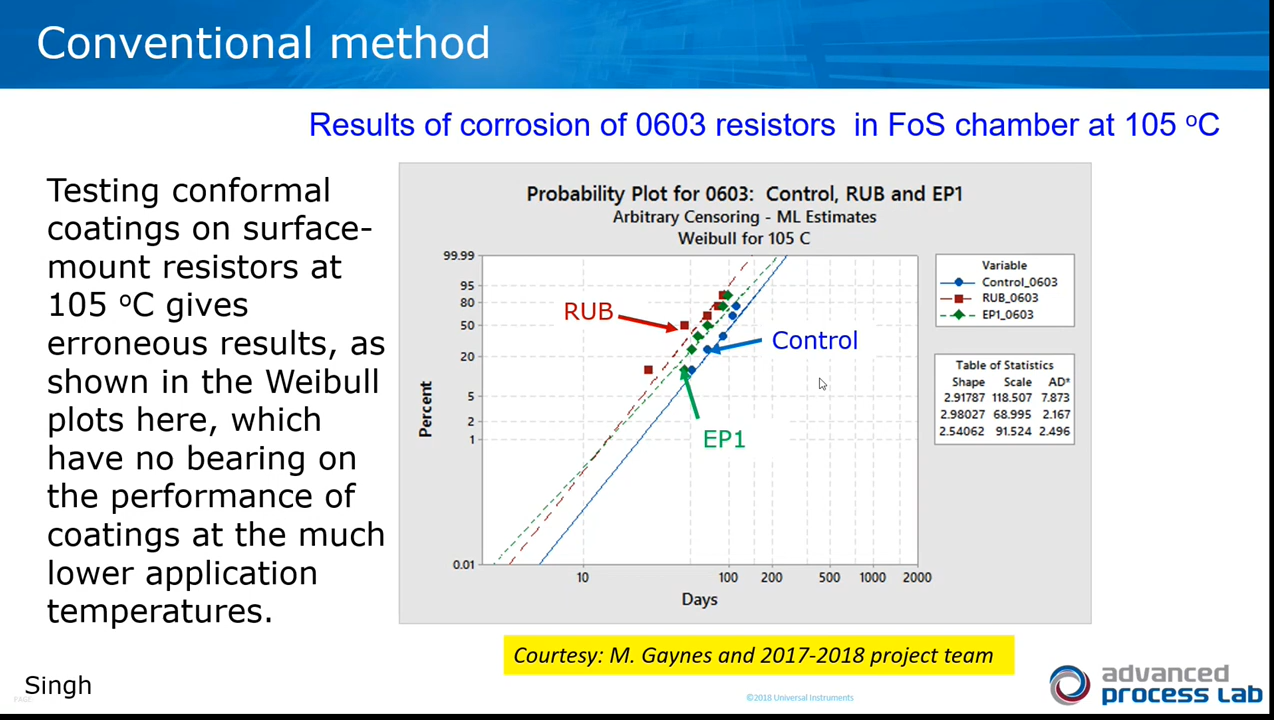 Conventional method
Results of corrosion of 0603 resistors in FoS chamber at 105 ᵒC
Testing conformal
coatings on surface-
mount resistors at
105 ᵒC gives
erroneous results, as
shown in the Weibull
plots here, which
have no bearing on
the performance of
coatings at the much
lower application
temperatures.
Probability Plot for 0603: Control, RUB and EP1
Arbitrary Censoring - ML Estimates
Weibull for 105 C
99.99
95
80
50
20
5
2
1
0.01
Percent
RUB
Control
EP1
10 100 200 500 1000 2000
Days
Variable
Control_0603
RUB_0603
EP1_0603
Table of Statistics
Shape Scale AD*
2.91787 118.507 7.873
2.98027 68.995 2.167
2.54062 91.524 2.496
Courtesy: M. Gaynes and 2017-2018 project team
Singh
PAGE
©2018 Universal Instruments
advanced
process Lab